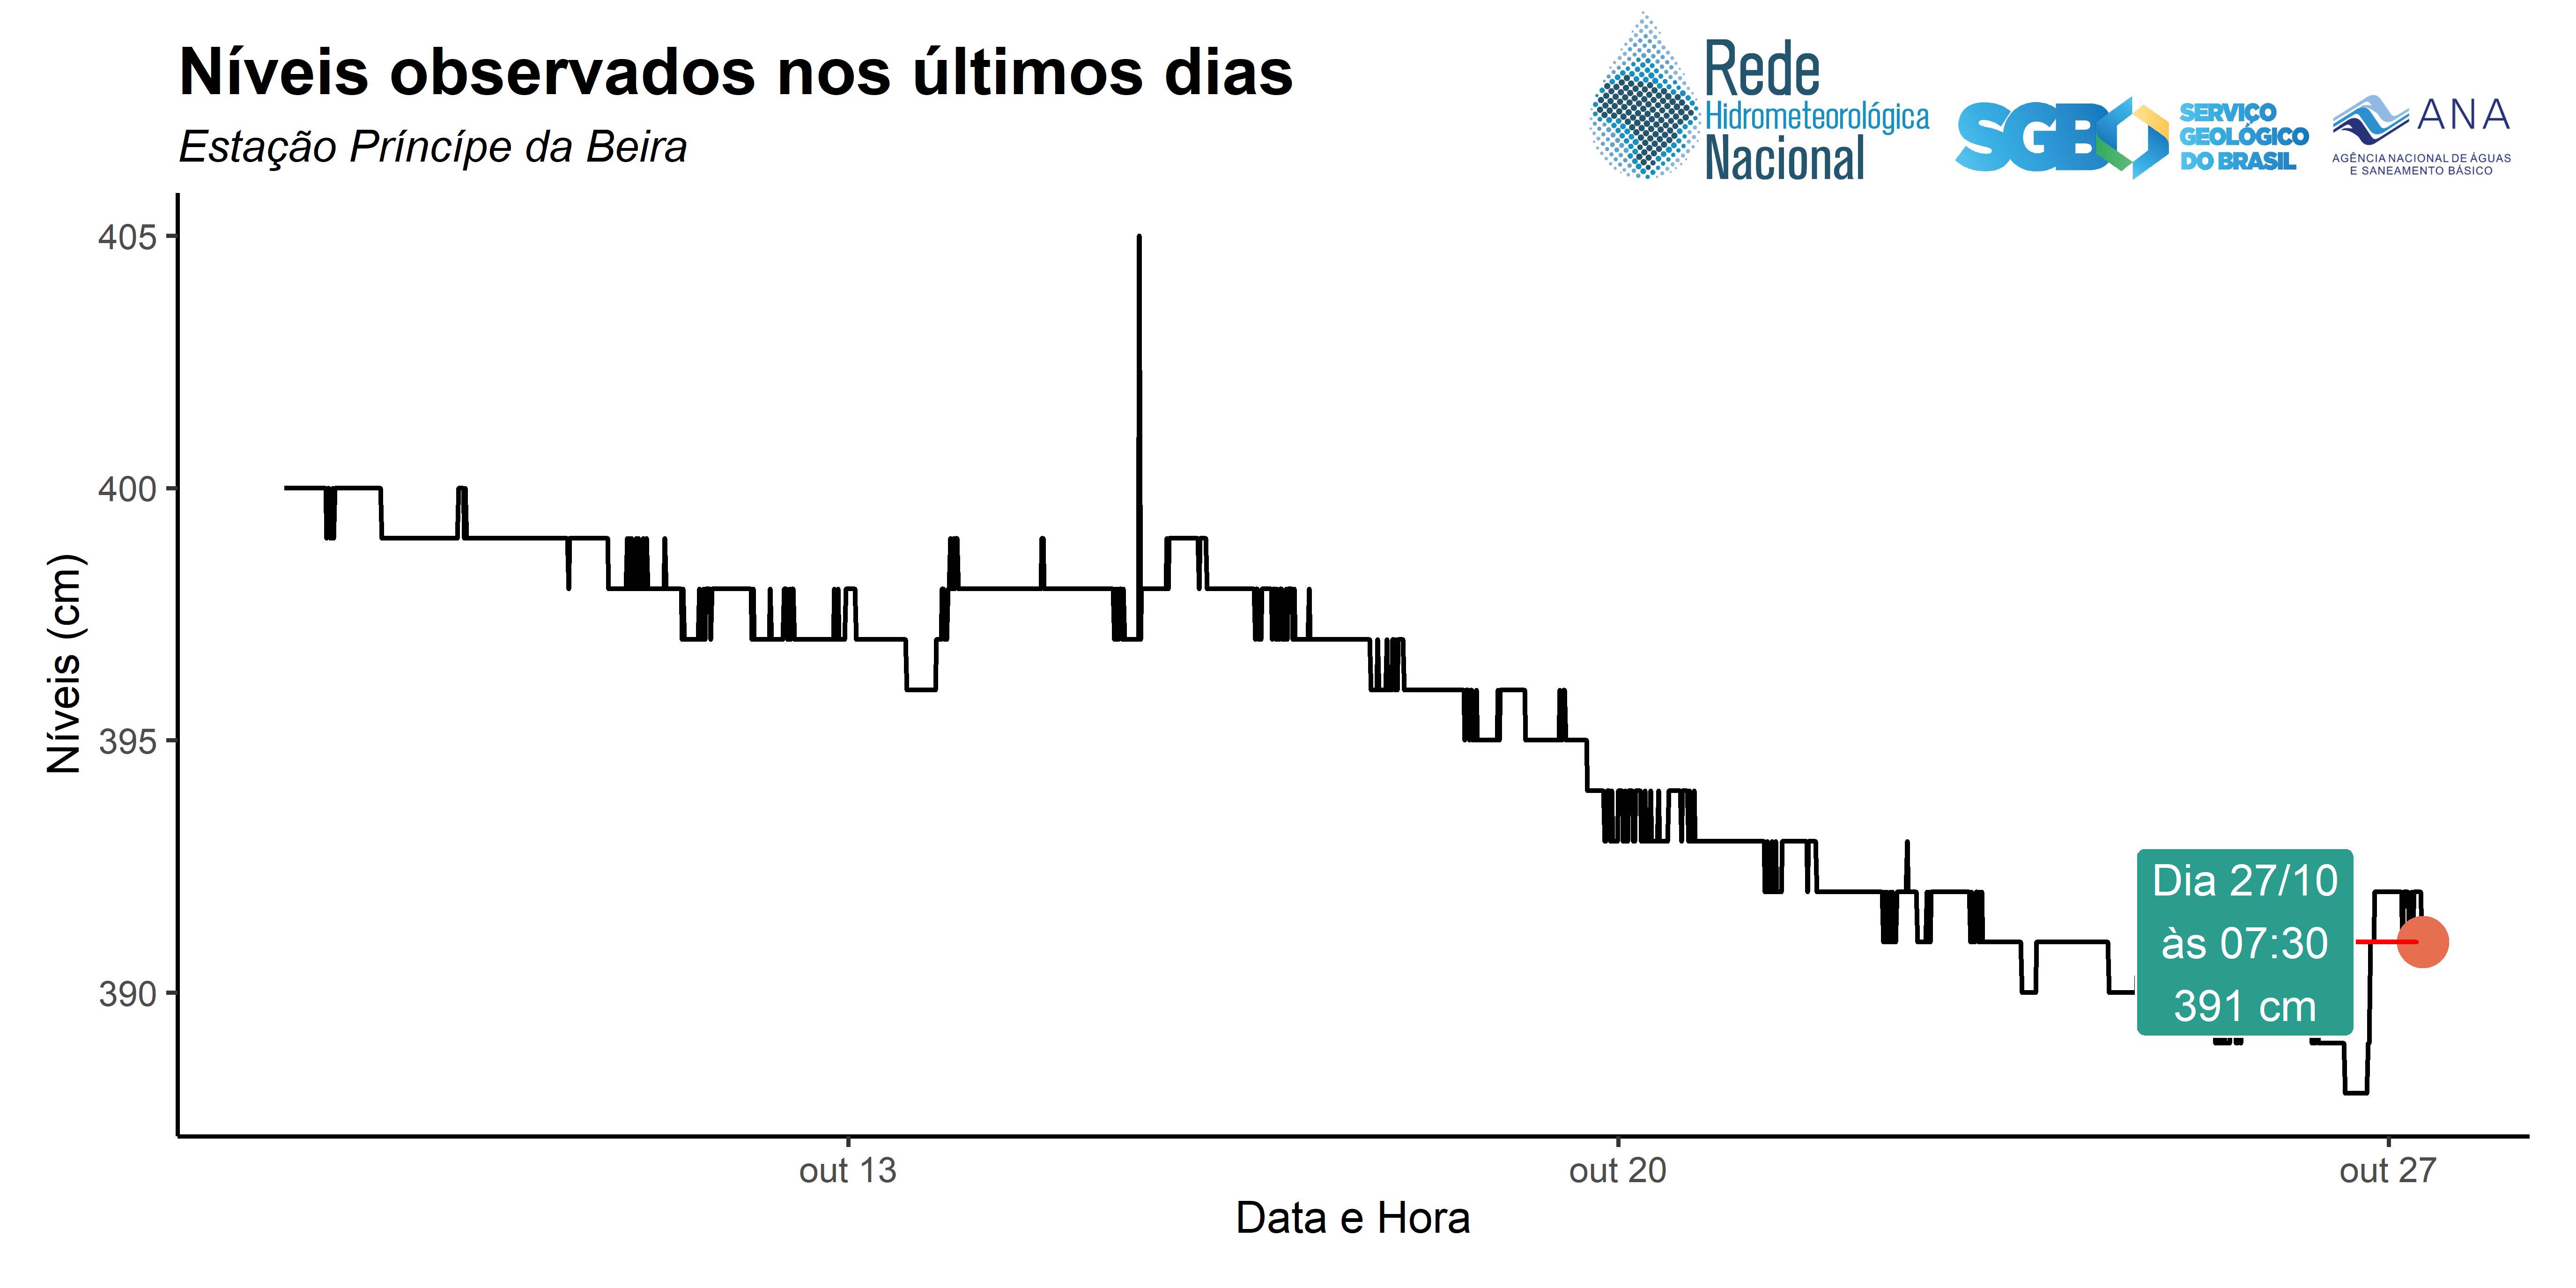 Níveis observados nos últimos dias
Estação Príncípe da Beira
Rede
Hidrometeorológica
Nacional
SGB
SERVIÇO
GEOLÓGICO
DO BRASIL
ANA
AGÊNCIA NACIONAL DE ÁGUAS
E SANEAMENTO BÁSICO
Níveis (cm)
405
400
395
390
Dia 27/10
às 07:30
391 cm
out 13
out 20
out 27
Data e Hora